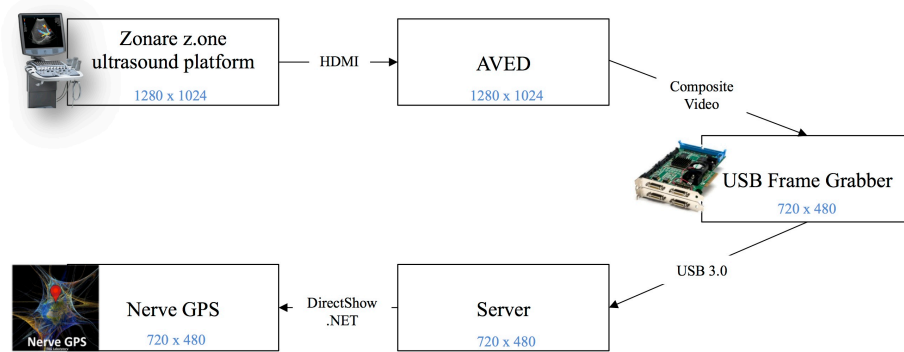 Zonare z.one
ultrasound platform
1280 x 1024
HDMI
AVED
1280 x 1024
Composite
Video
USB Frame Grabber
720 x 480
USB 3.0
Server
720 x 480
DirectShow
.NET
Nerve GPS
720 x 480
Nerve GPS